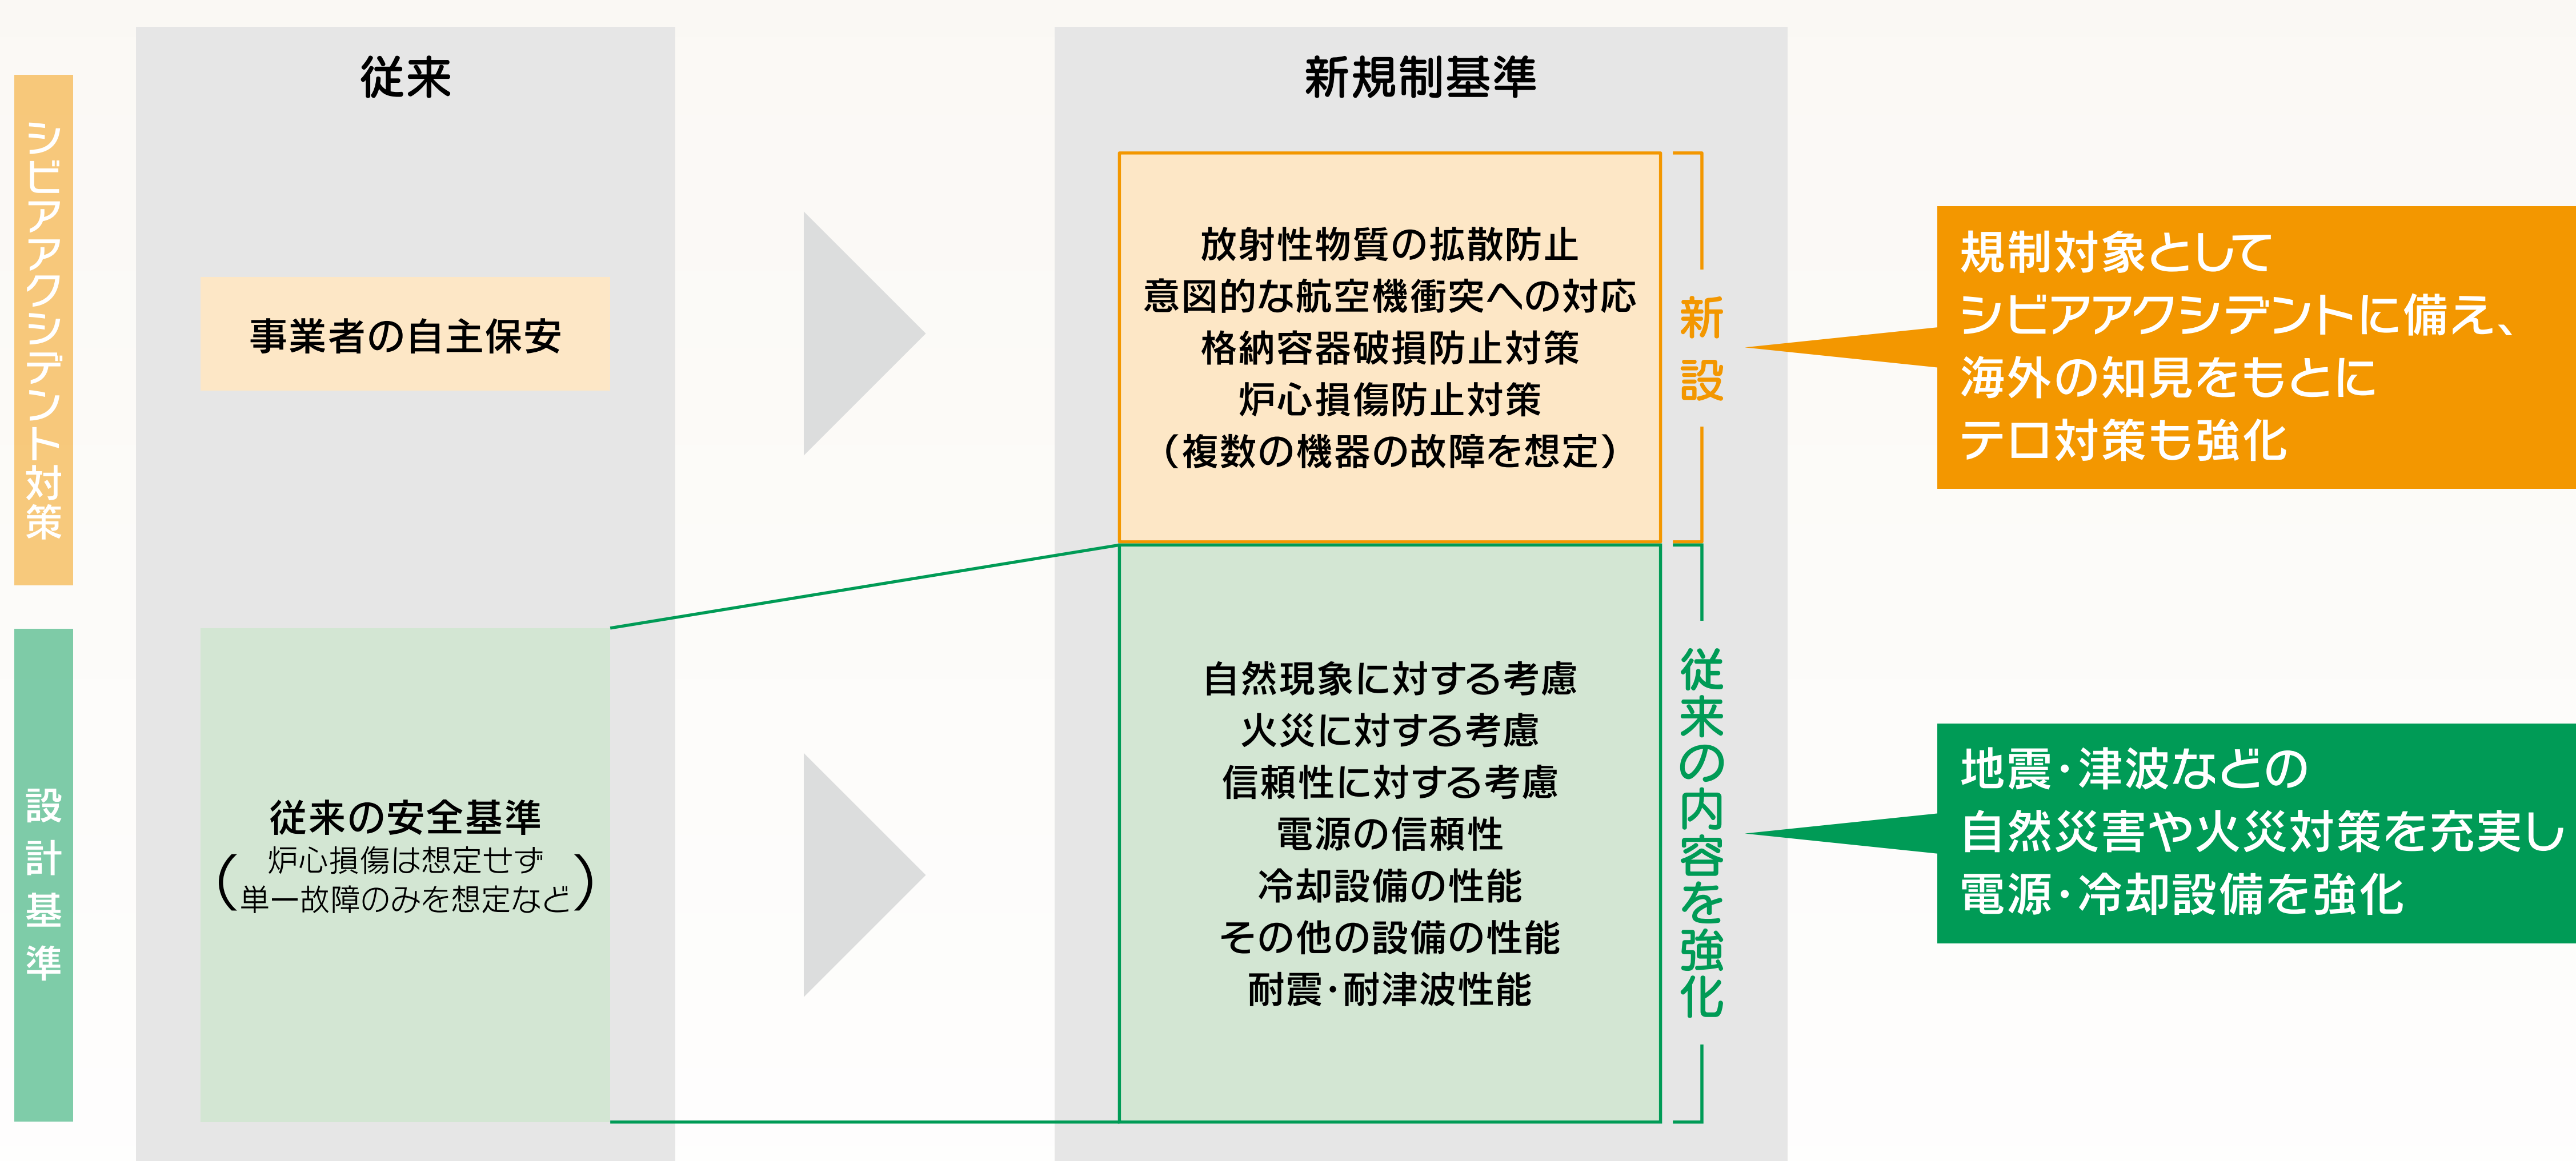 従来
新規制基準
シビアアクシデント対策
事業者の自主保安
放射性物質の拡散防止
意図的な航空機衝突への対応
格納容器破損防止対策
炉心損傷防止対策
（複数の機器の故障を想定）
新設
規制対象として
シビアアクシデントに備え、
海外の知見をもとに
テロ対策も強化
設計基準
従来の安全基準
（炉心損傷は想定せず
単一故障のみを想定など）
自然現象に対する考慮
火災に対する考慮
信頼性に対する考慮
電源の信頼性
冷却設備の性能
その他の設備の性能
耐震・耐津波性能
従来の内容を強化
地震・津波などの
自然災害や火災対策を充実し
電源・冷却設備を強化